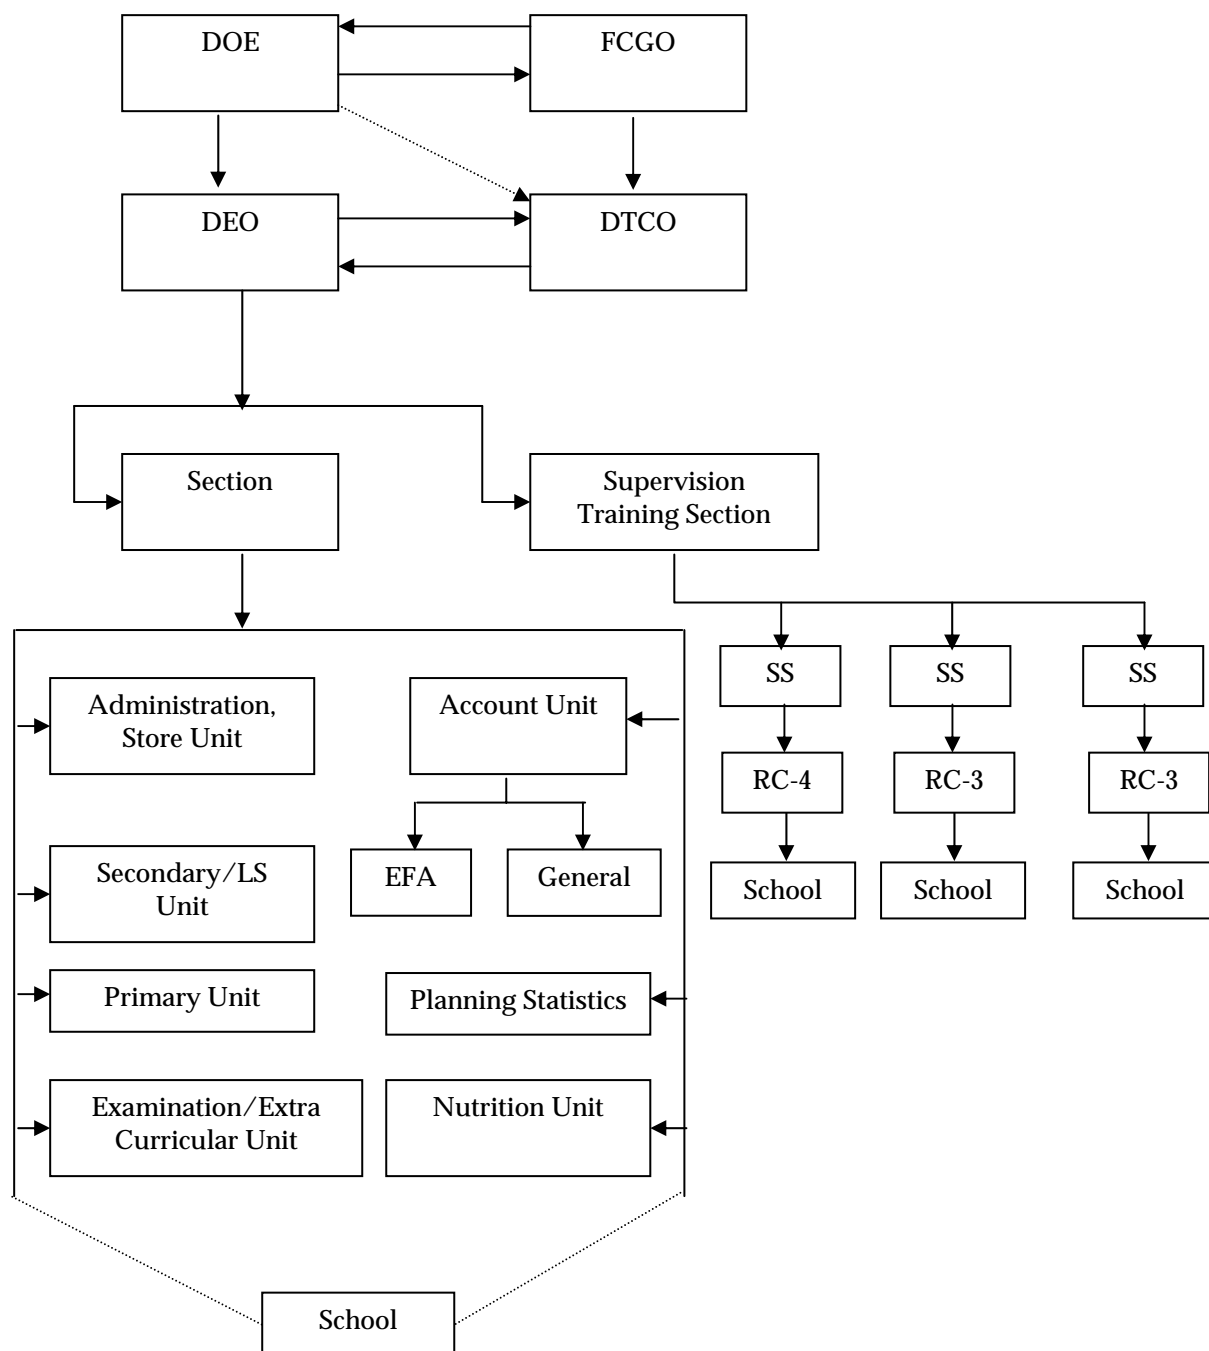 DOE
FCGO
DEO
DTCO
Section
Supervision
Training Section
SS
SS
SS
Administration,
Store Unit
Account Unit
RC-4
RC-3
RC-3
Secondary/LS
Unit
EFA
General
School
School
School
Primary Unit
Planning Statistics
Examination/Extra
Curricular Unit
Nutrition Unit
School